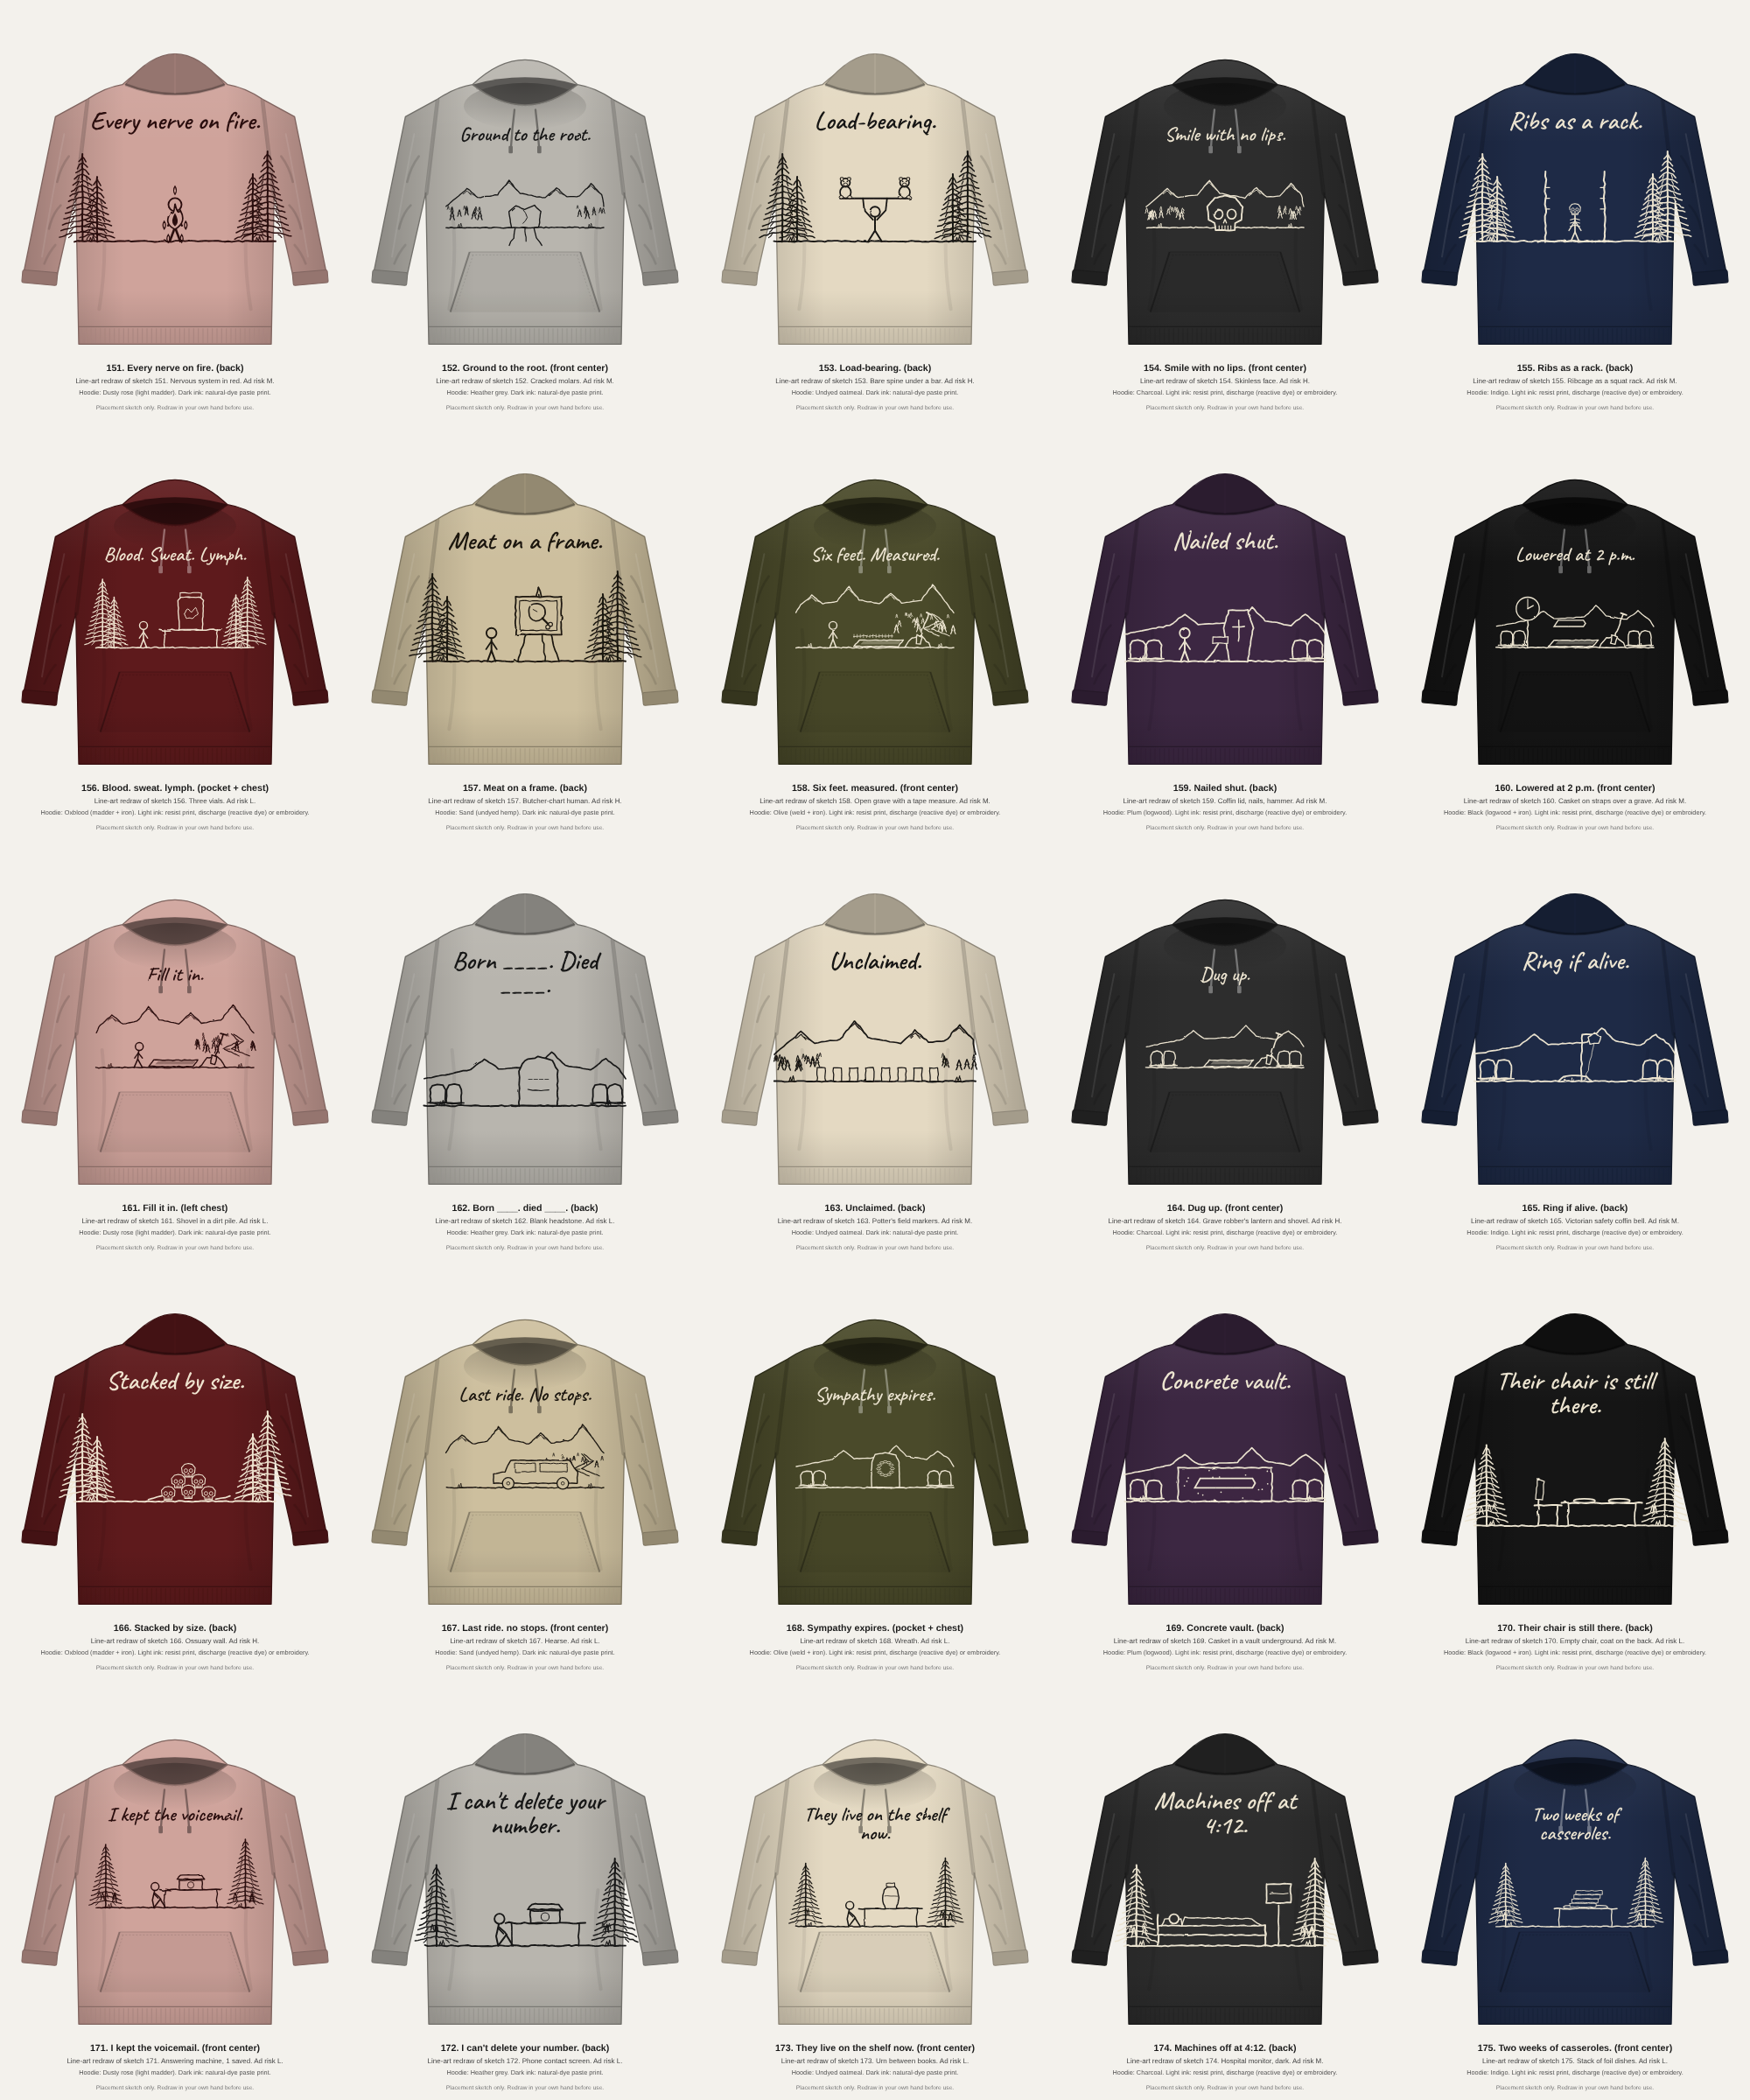 Every nerve on fire.
151. Every nerve on fire. (back)
Line-art redraw of sketch 151. Nervous system in red. Ad risk M.
Hoodie: Dusty rose (light madder). Dark ink: natural-dye paste print.
Placement sketch only. Redraw in your own hand before use.
Ground to the root.
152. Ground to the root. (front center)
Line-art redraw of sketch 152. Cracked molars. Ad risk M.
Hoodie: Heather grey. Dark ink: natural-dye paste print.
Placement sketch only. Redraw in your own hand before use.
Load-bearing.
153. Load-bearing. (back)
Line-art redraw of sketch 153. Bare spine under a bar. Ad risk H.
Hoodie: Undyed oatmeal. Dark ink: natural-dye paste print.
Placement sketch only. Redraw in your own hand before use.
Smile with no lips.
154. Smile with no lips. (front center)
Line-art redraw of sketch 154. Skinless face. Ad risk H.
Hoodie: Charcoal. Light ink: resist print, discharge (reactive dye) or embroidery.
Placement sketch only. Redraw in your own hand before use.
Ribs as a rack.
155. Ribs as a rack. (back)
Line-art redraw of sketch 155. Ribcage as a squat rack. Ad risk M.
Hoodie: Indigo. Light ink: resist print, discharge (reactive dye) or embroidery.
Placement sketch only. Redraw in your own hand before use.
Blood. Sweat. Lymph.
156. Blood. sweat. lymph. (pocket + chest)
Line-art redraw of sketch 156. Three vials. Ad risk L.
Hoodie: Oxblood (madder + iron). Light ink: resist print, discharge (reactive dye) or embroidery.
Placement sketch only. Redraw in your own hand before use.
Meat on a frame.
157. Meat on a frame. (back)
Line-art redraw of sketch 157. Butcher-chart human. Ad risk H.
Hoodie: Sand (undyed hemp). Dark ink: natural-dye paste print.
Placement sketch only. Redraw in your own hand before use.
Six feet. Measured.
158. Six feet. measured. (front center)
Line-art redraw of sketch 158. Open grave with a tape measure. Ad risk M.
Hoodie: Olive (weld + iron). Light ink: resist print, discharge (reactive dye) or embroidery.
Placement sketch only. Redraw in your own hand before use.
Nailed shut.
159. Nailed shut. (back)
Line-art redraw of sketch 159. Coffin lid, nails, hammer. Ad risk M.
Hoodie: Plum (logwood). Light ink: resist print, discharge (reactive dye) or embroidery.
Placement sketch only. Redraw in your own hand before use.
Lowered at 2 p.m.
160. Lowered at 2 p.m. (front center)
Line-art redraw of sketch 160. Casket on straps over a grave. Ad risk M.
Hoodie: Black (logwood + iron). Light ink: resist print, discharge (reactive dye) or embroidery.
Placement sketch only. Redraw in your own hand before use.
Fill it in.
161. Fill it in. (left chest)
Line-art redraw of sketch 161. Shovel in a dirt pile. Ad risk L.
Hoodie: Dusty rose (light madder). Dark ink: natural-dye paste print.
Placement sketch only. Redraw in your own hand before use.
Born ____. Died
____.
162. Born ____. died ____. (back)
Line-art redraw of sketch 162. Blank headstone. Ad risk L.
Hoodie: Heather grey. Dark ink: natural-dye paste print.
Placement sketch only. Redraw in your own hand before use.
Unclaimed.
163. Unclaimed. (back)
Line-art redraw of sketch 163. Potter's field markers. Ad risk M.
Hoodie: Undyed oatmeal. Dark ink: natural-dye paste print.
Placement sketch only. Redraw in your own hand before use.
Dug up.
164. Dug up. (front center)
Line-art redraw of sketch 164. Grave robber's lantern and shovel. Ad risk H.
Hoodie: Charcoal. Light ink: resist print, discharge (reactive dye) or embroidery.
Placement sketch only. Redraw in your own hand before use.
Ring if alive.
165. Ring if alive. (back)
Line-art redraw of sketch 165. Victorian safety coffin bell. Ad risk M.
Hoodie: Indigo. Light ink: resist print, discharge (reactive dye) or embroidery.
Placement sketch only. Redraw in your own hand before use.
Stacked by size.
166. Stacked by size. (back)
Line-art redraw of sketch 166. Ossuary wall. Ad risk H.
Hoodie: Oxblood (madder + iron). Light ink: resist print, discharge (reactive dye) or embroidery.
Placement sketch only. Redraw in your own hand before use.
Last ride. No stops.
167. Last ride. no stops. (front center)
Line-art redraw of sketch 167. Hearse. Ad risk L.
Hoodie: Sand (undyed hemp). Dark ink: natural-dye paste print.
Placement sketch only. Redraw in your own hand before use.
Sympathy expires.
168. Sympathy expires. (pocket + chest)
Line-art redraw of sketch 168. Wreath. Ad risk L.
Hoodie: Olive (weld + iron). Light ink: resist print, discharge (reactive dye) or embroidery.
Placement sketch only. Redraw in your own hand before use.
Concrete vault.
169. Concrete vault. (back)
Line-art redraw of sketch 169. Casket in a vault underground. Ad risk M.
Hoodie: Plum (logwood). Light ink: resist print, discharge (reactive dye) or embroidery.
Placement sketch only. Redraw in your own hand before use.
Their chair is still
there.
170. Their chair is still there. (back)
Line-art redraw of sketch 170. Empty chair, coat on the back. Ad risk L.
Hoodie: Black (logwood + iron). Light ink: resist print, discharge (reactive dye) or embroidery.
Placement sketch only. Redraw in your own hand before use.
I kept the voicemail.
171. I kept the voicemail. (front center)
Line-art redraw of sketch 171. Answering machine, 1 saved. Ad risk L.
Hoodie: Dusty rose (light madder). Dark ink: natural-dye paste print.
Placement sketch only. Redraw in your own hand before use.
I can't delete your
number.
172. I can't delete your number. (back)
Line-art redraw of sketch 172. Phone contact screen. Ad risk L.
Hoodie: Heather grey. Dark ink: natural-dye paste print.
Placement sketch only. Redraw in your own hand before use.
They live on the shelf
now.
173. They live on the shelf now. (front center)
Line-art redraw of sketch 173. Urn between books. Ad risk L.
Hoodie: Undyed oatmeal. Dark ink: natural-dye paste print.
Placement sketch only. Redraw in your own hand before use.
Machines off at
4:12.
174. Machines off at 4:12. (back)
Line-art redraw of sketch 174. Hospital monitor, dark. Ad risk M.
Hoodie: Charcoal. Light ink: resist print, discharge (reactive dye) or embroidery.
Placement sketch only. Redraw in your own hand before use.
Two weeks of
casseroles.
175. Two weeks of casseroles. (front center)
Line-art redraw of sketch 175. Stack of foil dishes. Ad risk L.
Hoodie: Indigo. Light ink: resist print, discharge (reactive dye) or embroidery.
Placement sketch only. Redraw in your own hand before use.